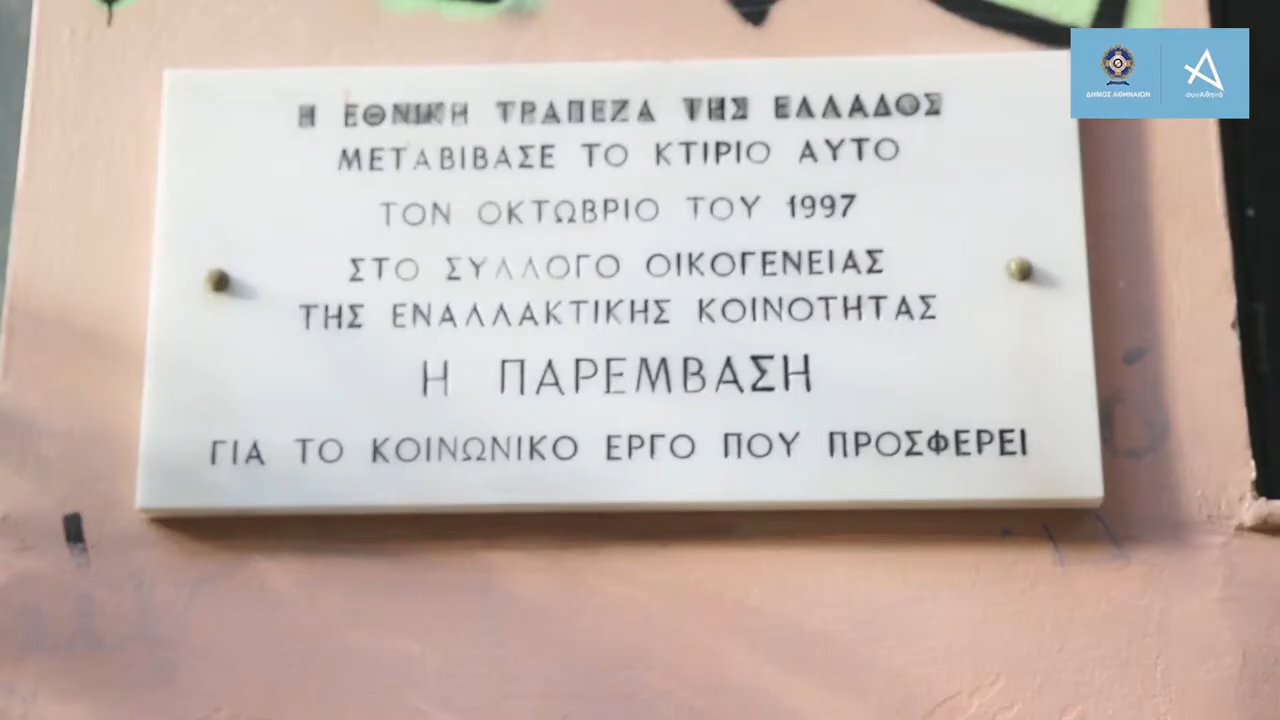 Η ΕΘΝΙΚΗ ΤΡΑΠΕΖΑ ΤΗΣ ΕΛΛΑΔΟΣ
ΜΕΤΑΒΙΒΑΣΕ ΤΟ ΚΤΙΡΙΟ ΑΥΤΟ
ΤΟΝ ΟΚΤΩΒΡΙΟ ΤΟΥ 1997
ΣΤΟ ΣΥΛΛΟΓΟ ΟΙΚΟΓΕΝΕΙΑΣ
ΤΗΣ ΕΝΑΛΛΑΚΤΙΚΗΣ ΚΟΙΝΟΤΗΤΑΣ
Η ΠΑΡΕΜΒΑΣΗ
ΓΙΑ ΤΟ ΚΟΙΝΩΝΙΚΟ ΕΡΓΟ ΠΟΥ ΠΡΟΣΦΕΡΕΙ
ΔΗΜΟΣ ΑΘΗΝΑΙΩΝ
συνΑθηνά